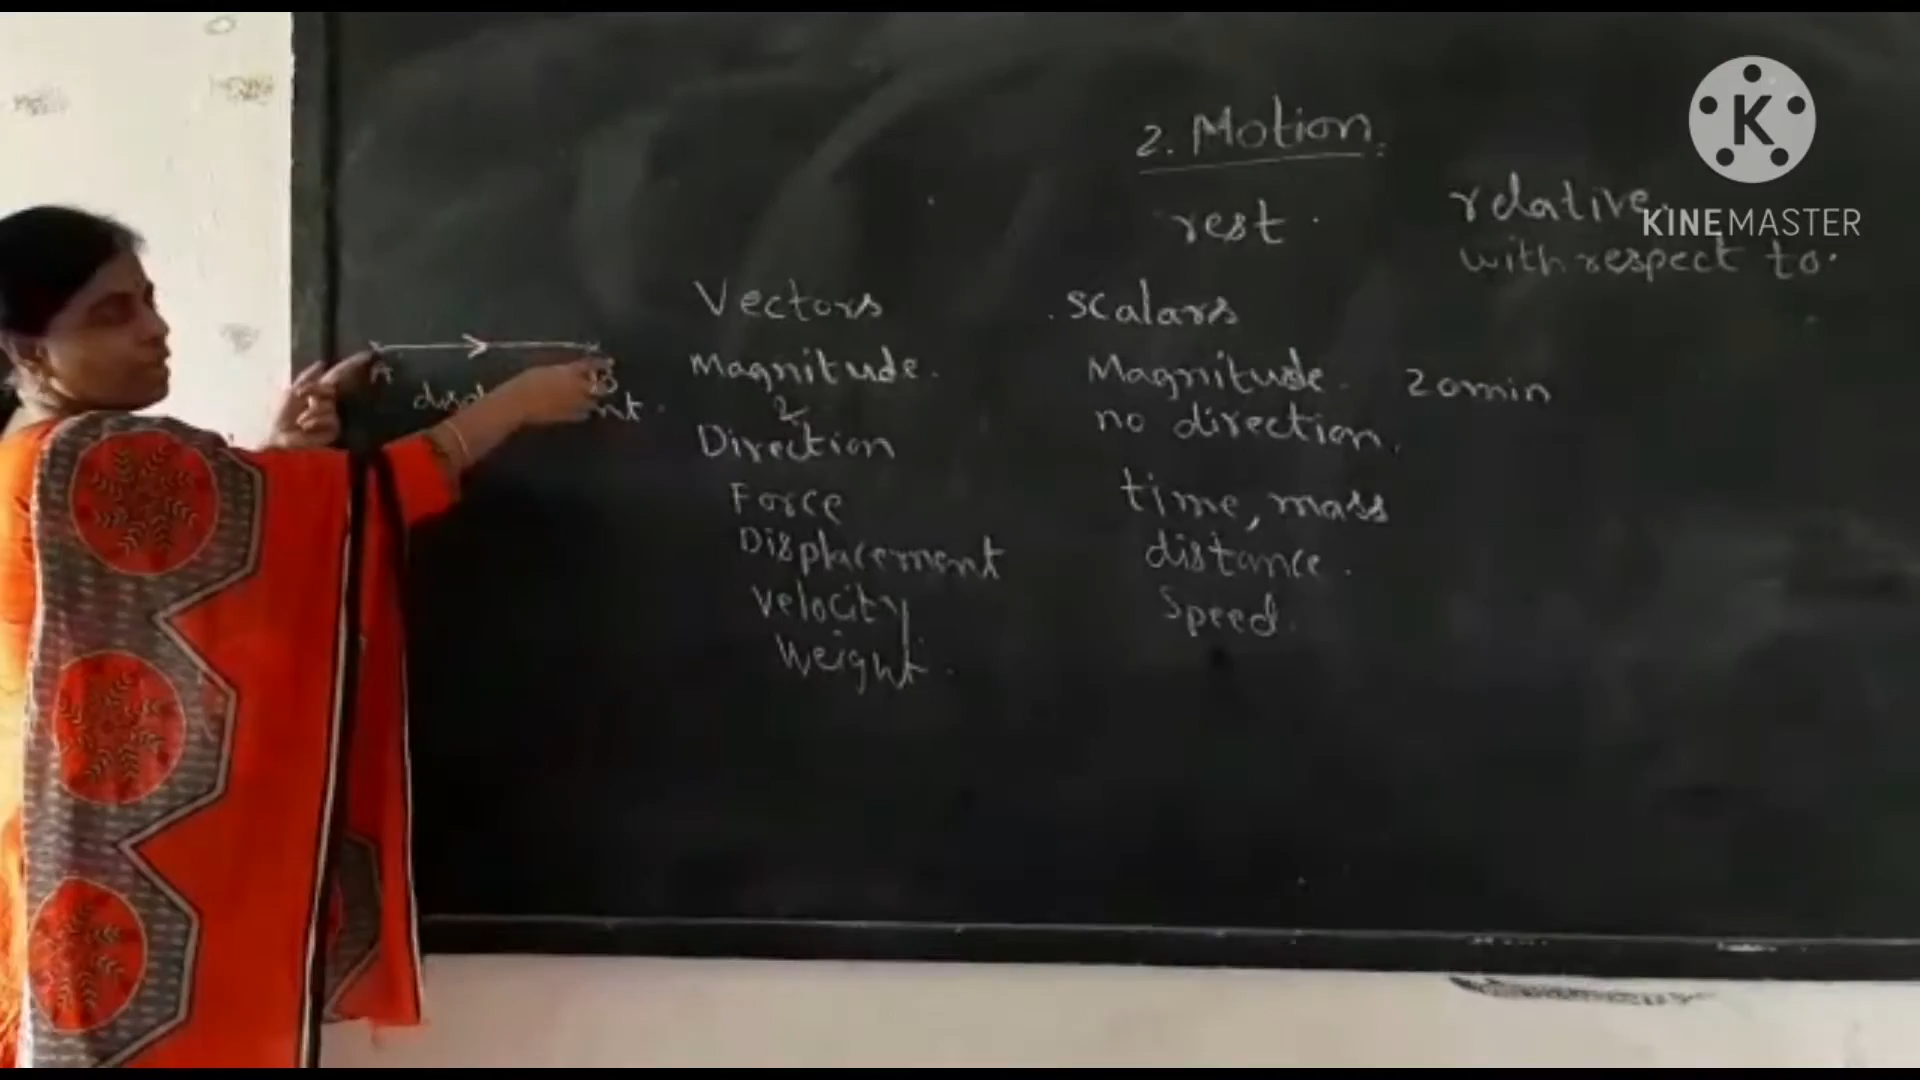 2. Motion.
rest.
relative.
with respect to.
K
KINEMASTER
A
B
Vectors
Magnitude.
&
Direction
Force
Displacement
Velocity
Weight.
scalars
Magnitude. 20min
no direction.
time, mass
distance.
Speed.